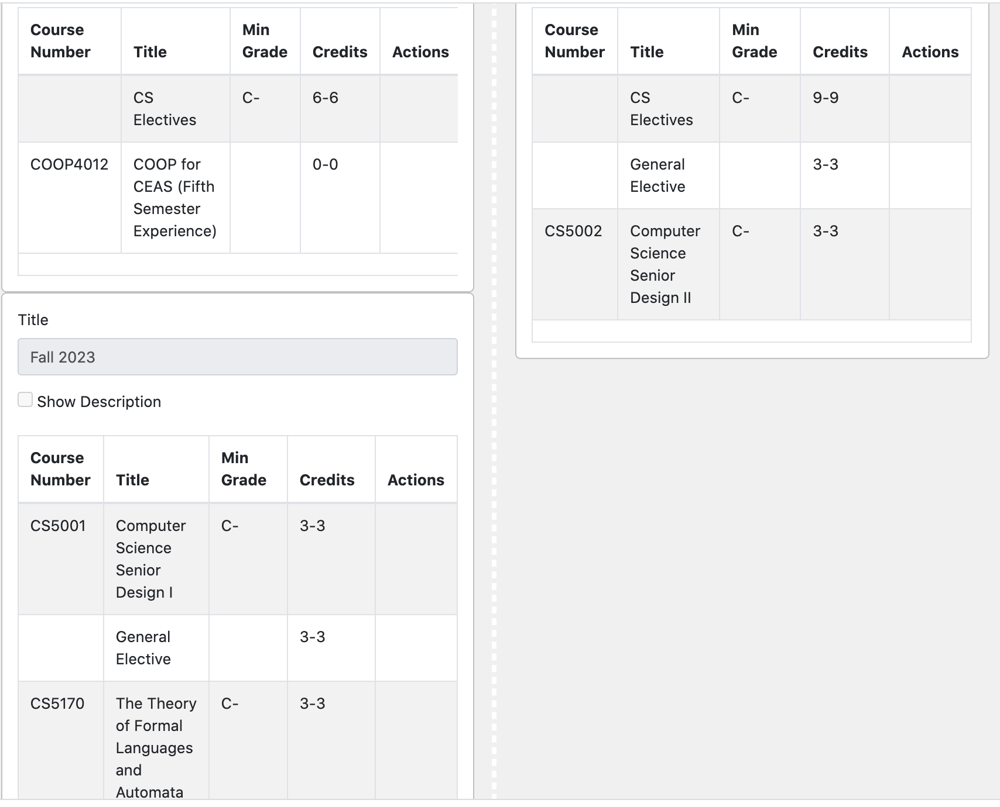 Course Number Title Min Grade Credits Actions
CS Electives C- 6-6
COOP4012 COOP for CEAS (Fifth Semester Experience) 0-0
Title
Fall 2023
Show Description
Course Number Title Min Grade Credits Actions
CS5001 Computer Science Senior Design I C- 3-3
General Elective 3-3
CS5170 The Theory of Formal Languages and Automata C- 3-3
Course Number Title Min Grade Credits Actions
CS Electives C- 9-9
General Elective 3-3
CS5002 Computer Science Senior Design II C- 3-3